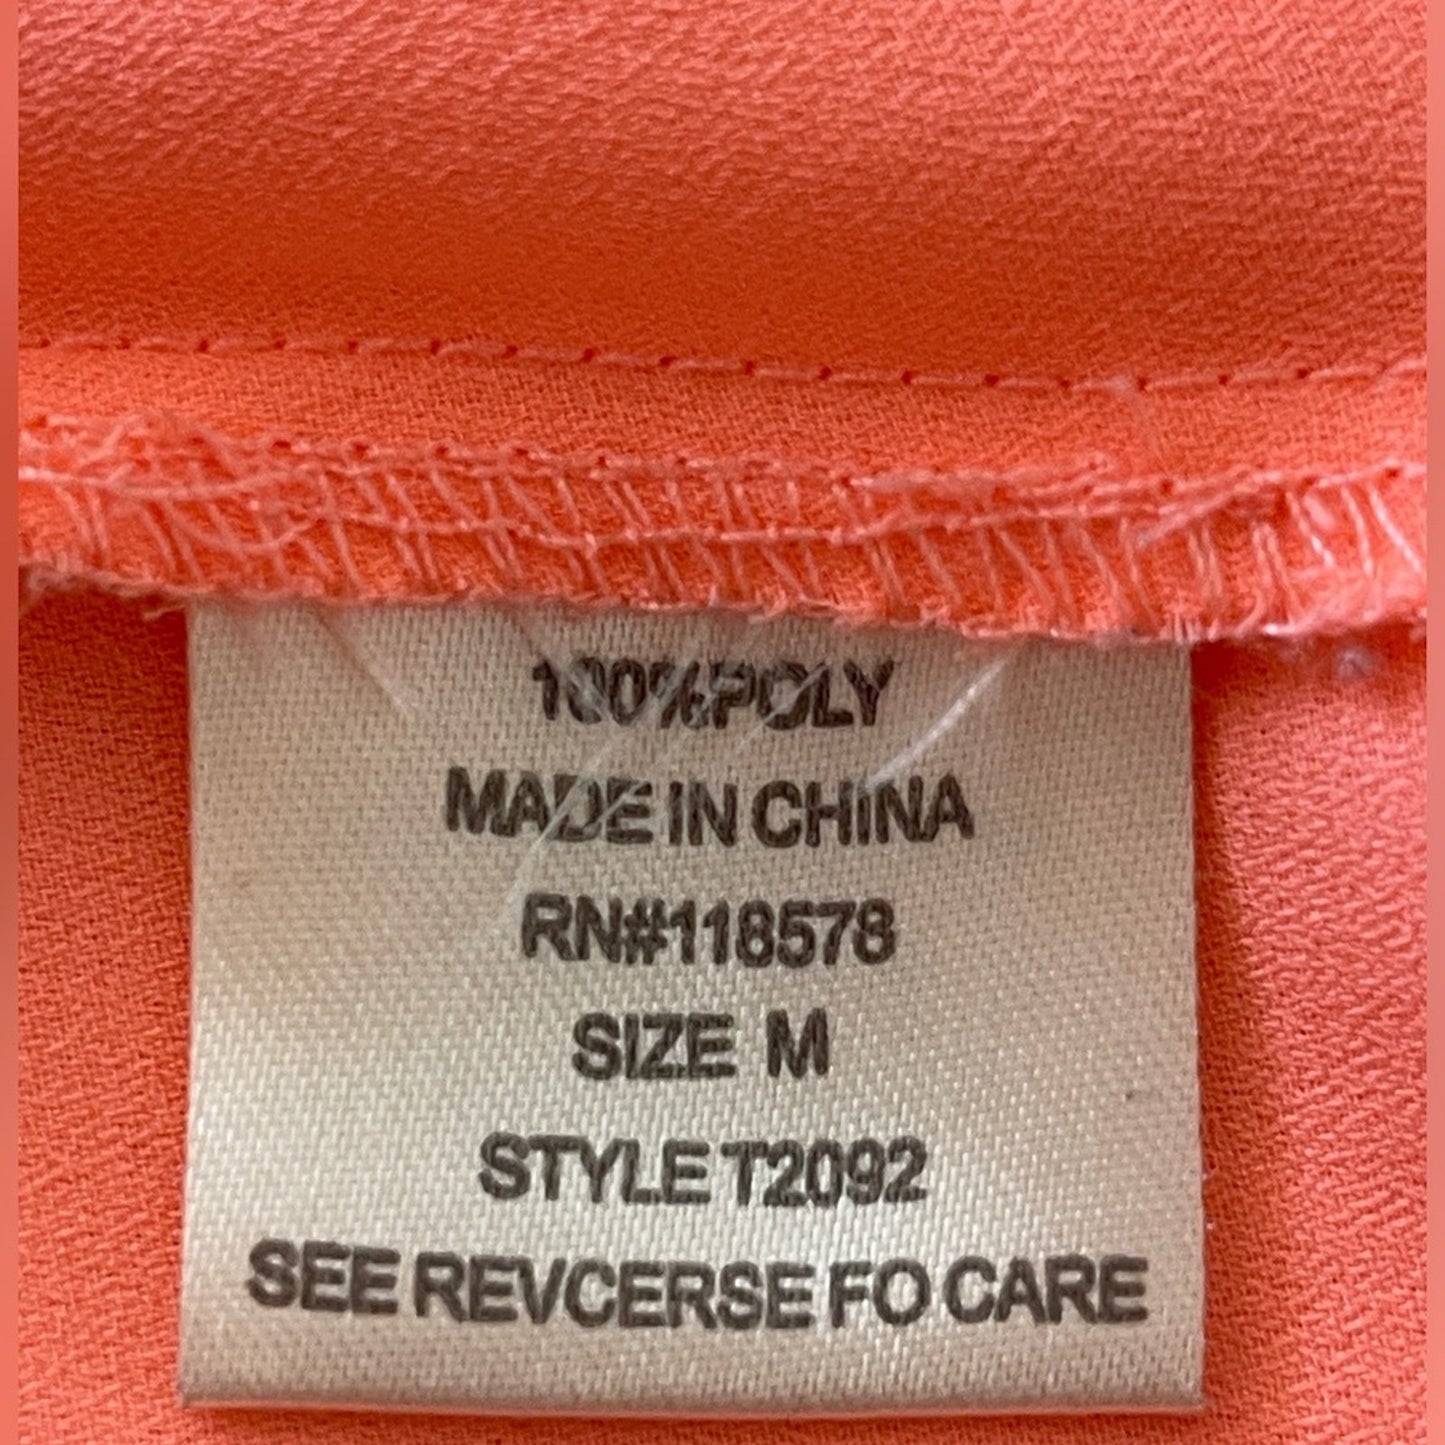 100%POLY
MADE IN CHINA
RN#118578
SIZE M
STYLE T2092
SEE REVCERSE FO CARE